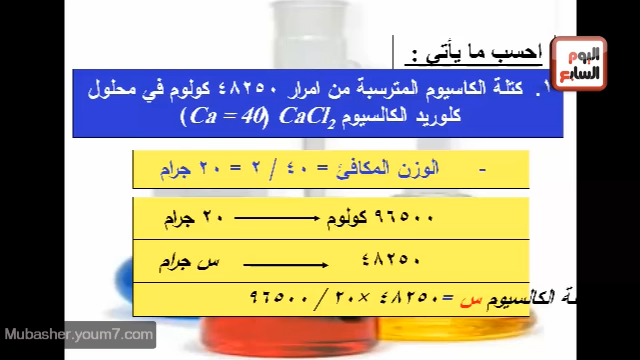 اليوم السابع
احسب ما يأتي :
١. كتلة الكاسيوم المترسبة من امرار ٤٨٢٥٠ كولوم في محلول
كلوريد الكالسيوم CaCl₂ (Ca = 40)
- الوزن المكافئ = ٤٠ / ٢ = ٢٠ جرام
٩٦٥٠٠ كولوم ⟶ ٢٠ جرام
٤٨٢٥٠ ⟶ س جرام
الكالسيوم س = ٤٨٢٥٠ × ٢٠ / ٩٦٥٠٠
Mubasher.youm7.com